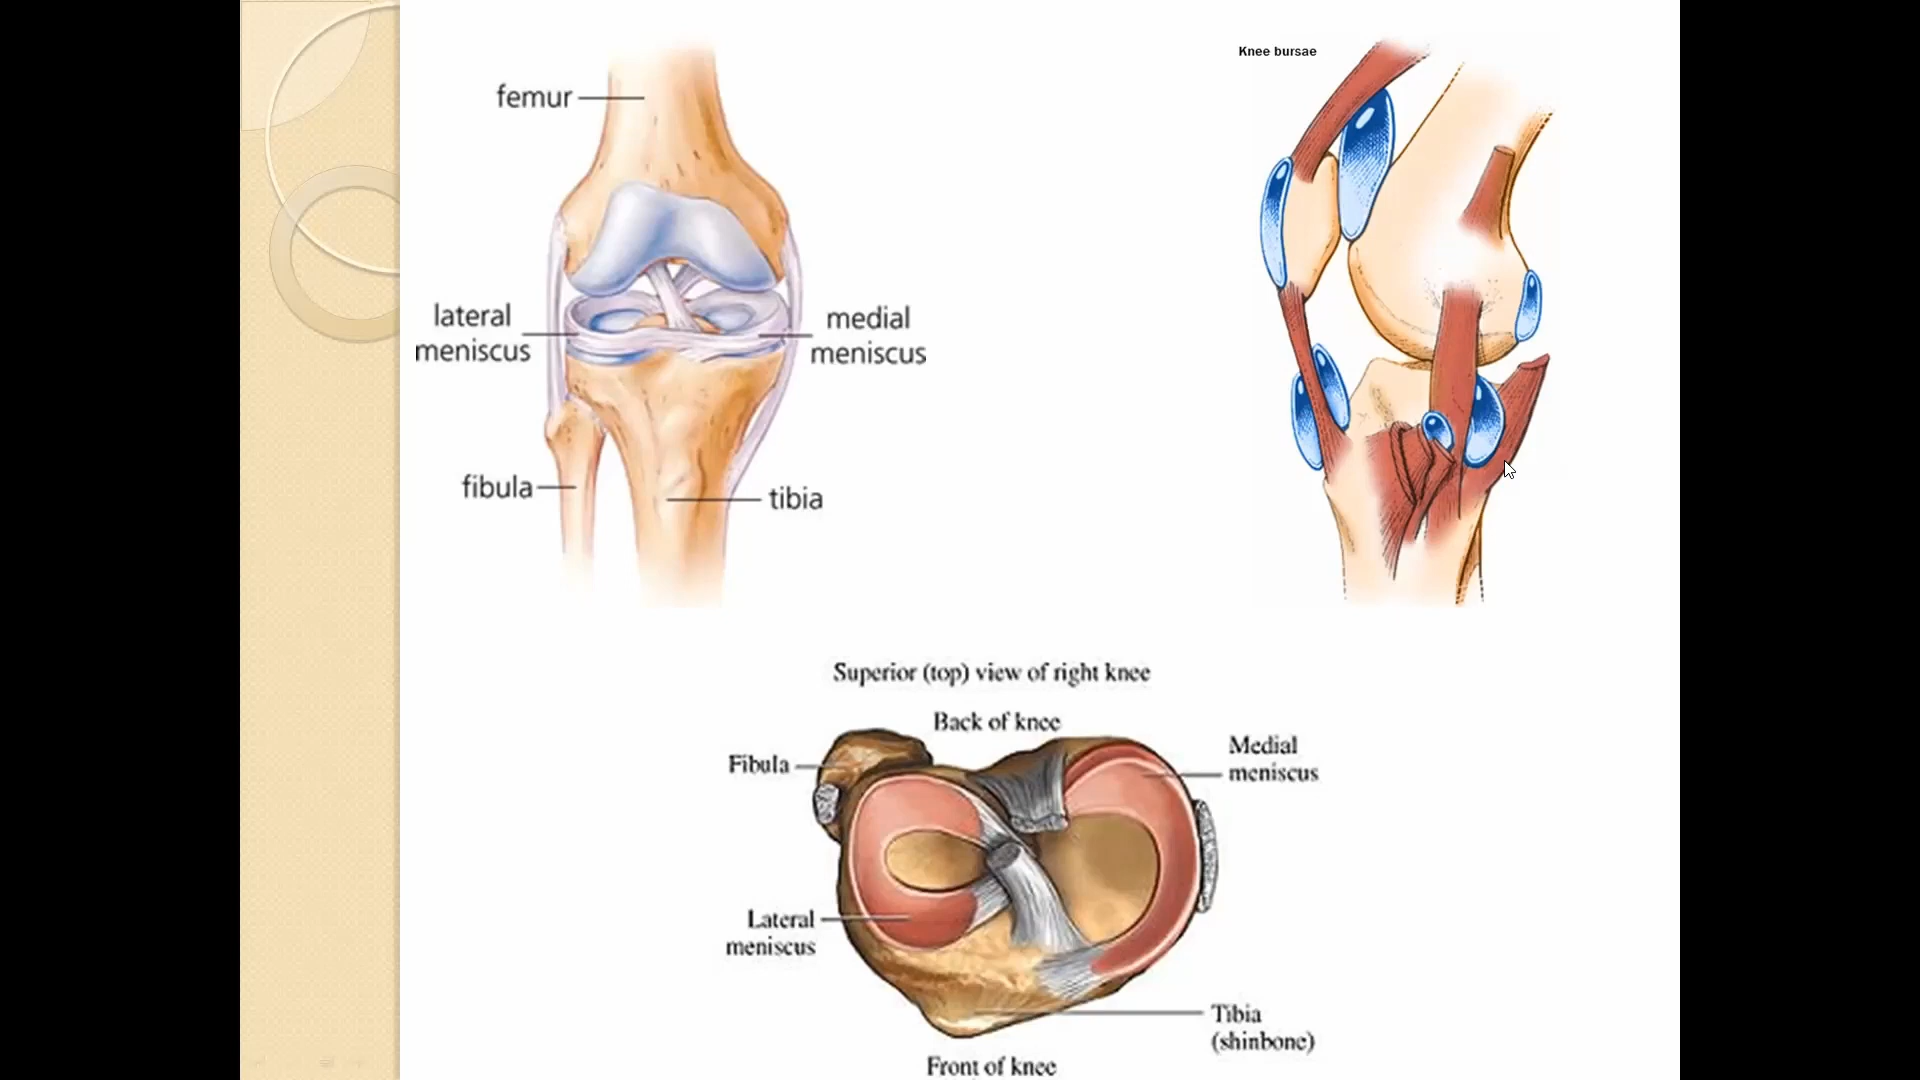 Knee bursae
femur
lateral
meniscus
medial
meniscus
fibula
tibia
Superior (top) view of right knee
Back of knee
Fibula
Medial
meniscus
Lateral
meniscus
Tibia
(shinbone)
Front of knee